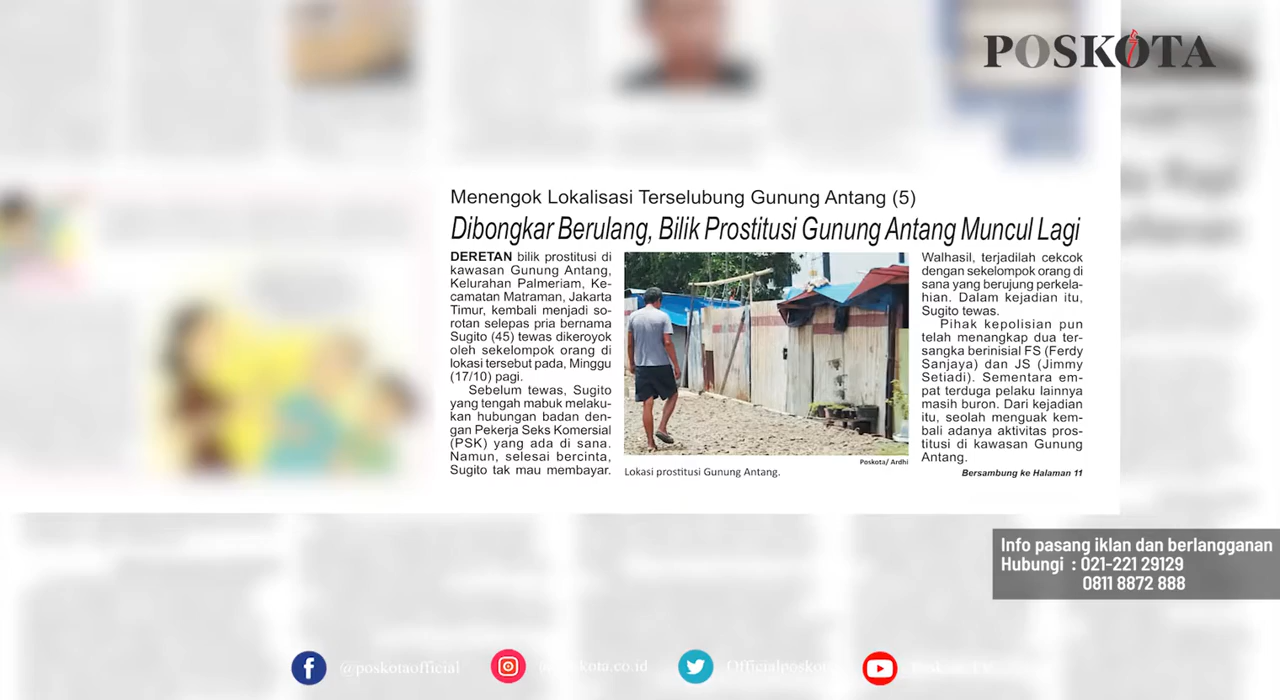 POSKOTA
Menengok Lokalisasi Terselubung Gunung Antang (5)
Dibongkar Berulang, Bilik Prostitusi Gunung Antang Muncul Lagi
DERETAN bilik prostitusi di
kawasan Gunung Antang,
Kelurahan Palmeriam, Ke-
camatan Matraman, Jakarta
Timur, kembali menjadi so-
rotan selepas pria bernama
Sugito (45) tewas dikeroyok
oleh sekelompok orang di
lokasi tersebut pada, Minggu
(17/10) pagi.
Sebelum tewas, Sugito
yang tengah mabuk melaku-
kan hubungan badan den-
gan Pekerja Seks Komersial
(PSK) yang ada di sana.
Namun, selesai bercinta,
Sugito tak mau membayar.
Poskota/ Ardhi
Lokasi prostitusi Gunung Antang.
Walhasil, terjadilah cekcok
dengan sekelompok orang di
sana yang berujung perkela-
hian. Dalam kejadian itu,
Sugito tewas.
Pihak kepolisian pun
telah menangkap dua ter-
sangka berinisial FS (Ferdy
Sanjaya) dan JS (Jimmy
Setiadi). Sementara em-
pat terduga pelaku lainnya
masih buron. Dari kejadian
itu, seolah menguak kem-
bali adanya aktivitas pros-
titusi di kawasan Gunung
Antang.
Bersambung ke Halaman 11
Info pasang iklan dan berlangganan
Hubungi : 021-221 29129
0811 8872 888
@poskotaofficial